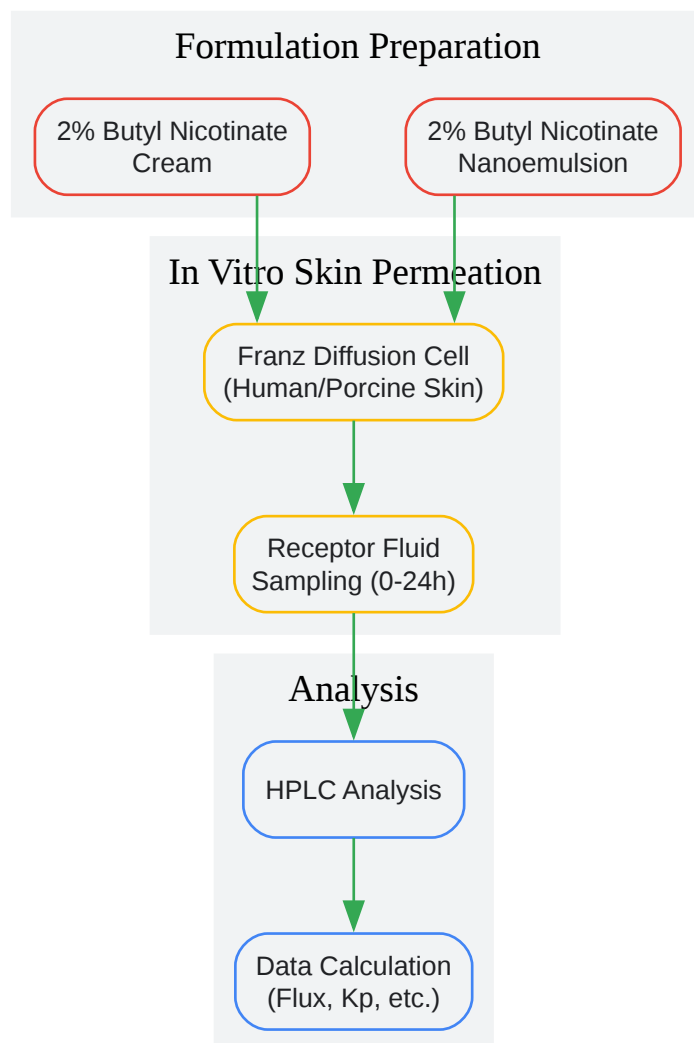 Formulation Preparation
2% Butyl Nicotinate
Cream
2% Butyl Nicotinate
Nanoemulsion
In Vitro Skin Permeation
Franz Diffusion Cell
(Human/Porcine Skin)
Receptor Fluid
Sampling (0-24h)
Analysis
HPLC Analysis
Data Calculation
(Flux, Kp, etc.)